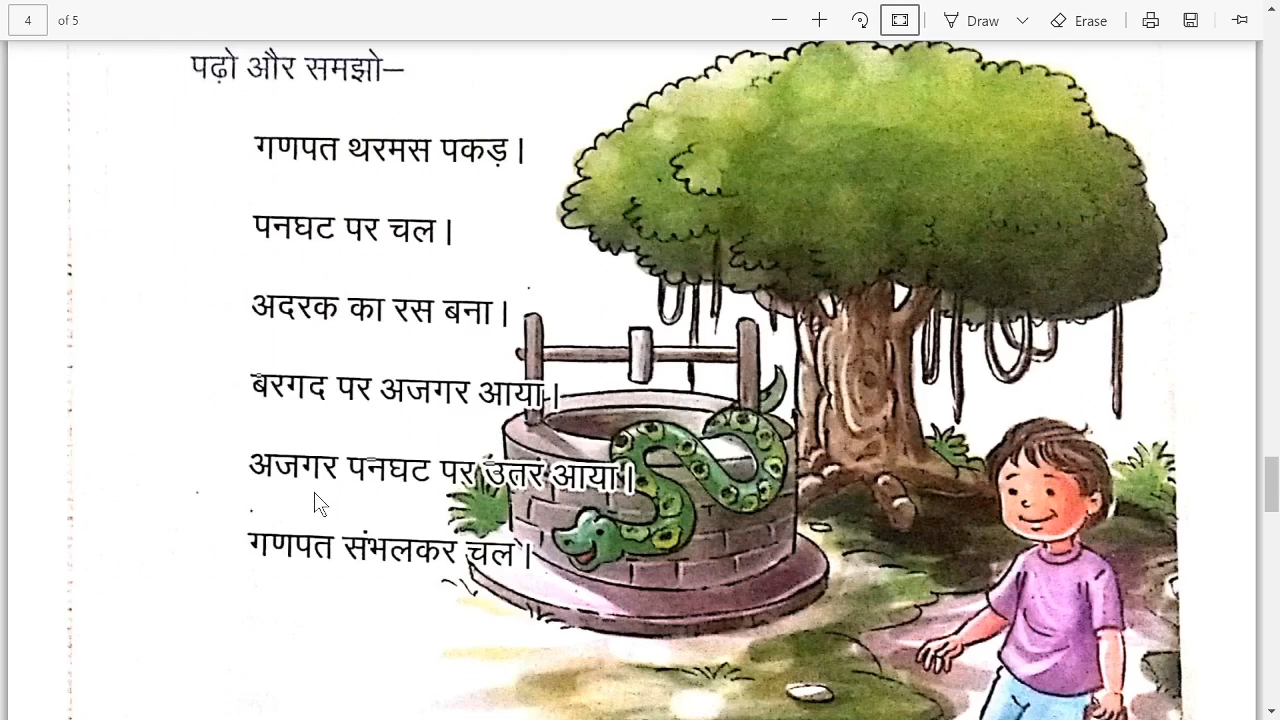 4 of 5 Draw Erase
पढ़ो और समझो–
गणपत थरमस पकड़।
पनघट पर चल।
अदरक का रस बना।
बरगद पर अजगर आया।
अजगर पनघट पर उतर आया।
गणपत संभलकर चल।